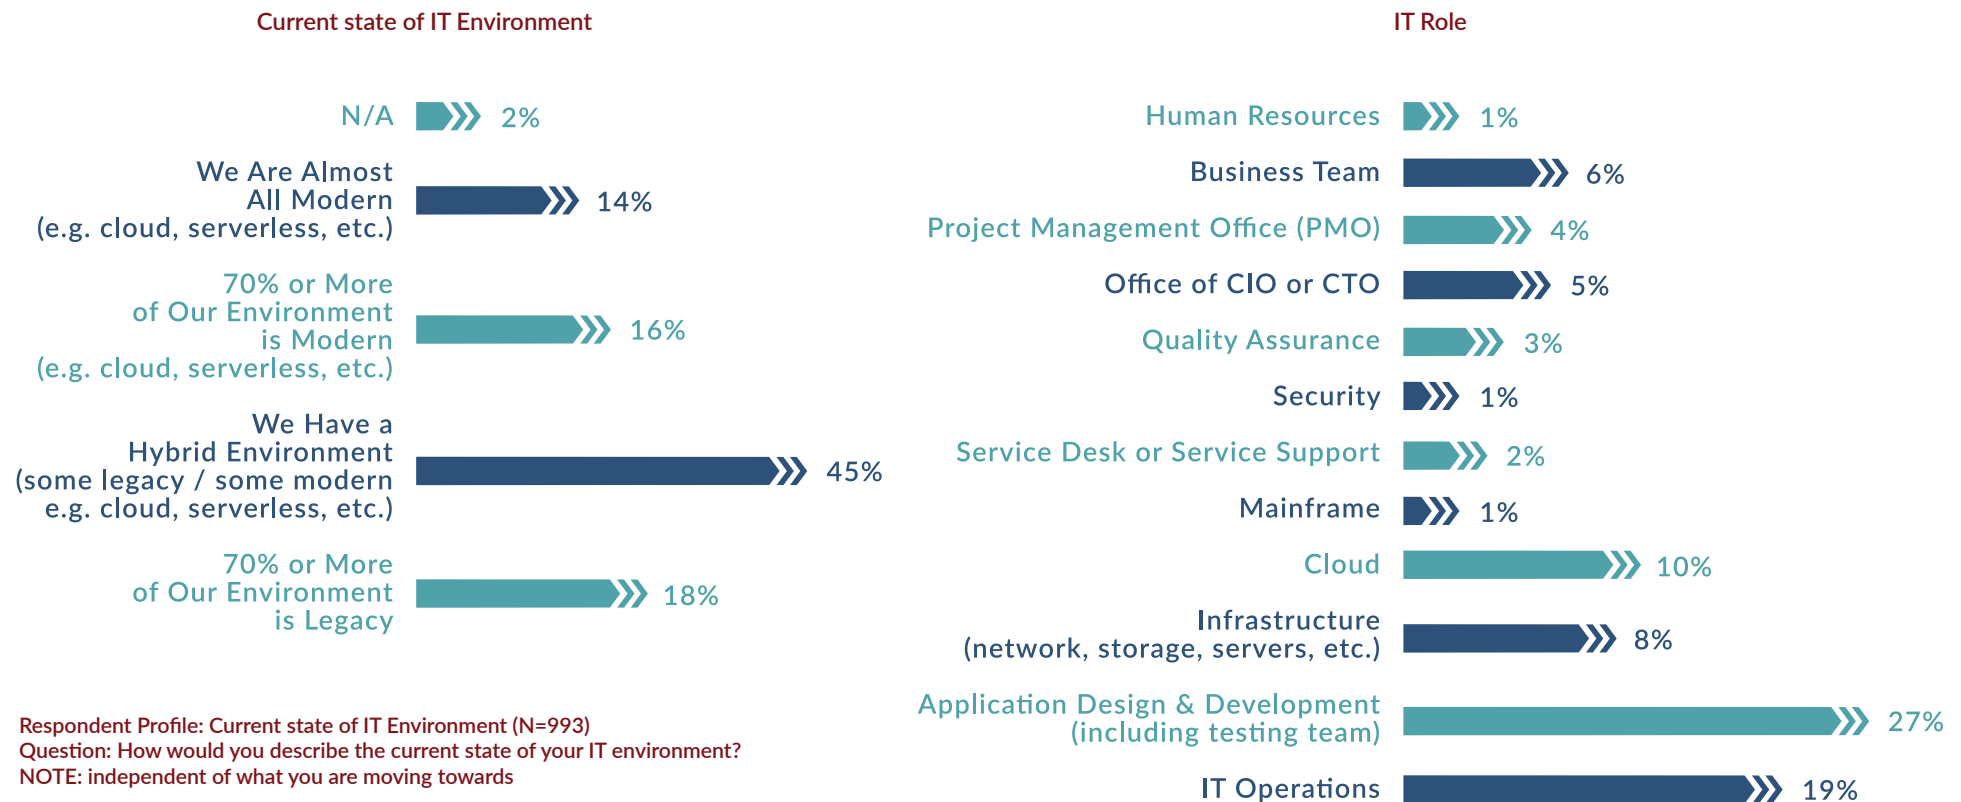 Current state of IT Environment
N/A
2%
We Are Almost
All Modern
(e.g. cloud, serverless, etc.)
14%
70% or More
of Our Environment
is Modern
(e.g. cloud, serverless, etc.)
16%
We Have a
Hybrid Environment
(some legacy / some modern
e.g. cloud, serverless, etc.)
45%
70% or More
of Our Environment
is Legacy
18%
Respondent Profile: Current state of IT Environment (N=993)
Question: How would you describe the current state of your IT environment?
NOTE: independent of what you are moving towards
IT Role
Human Resources
1%
Business Team
6%
Project Management Office (PMO)
4%
Office of CIO or CTO
5%
Quality Assurance
3%
Security
1%
Service Desk or Service Support
2%
Mainframe
1%
Cloud
10%
Infrastructure
(network, storage, servers, etc.)
8%
Application Design & Development
(including testing team)
27%
IT Operations
19%